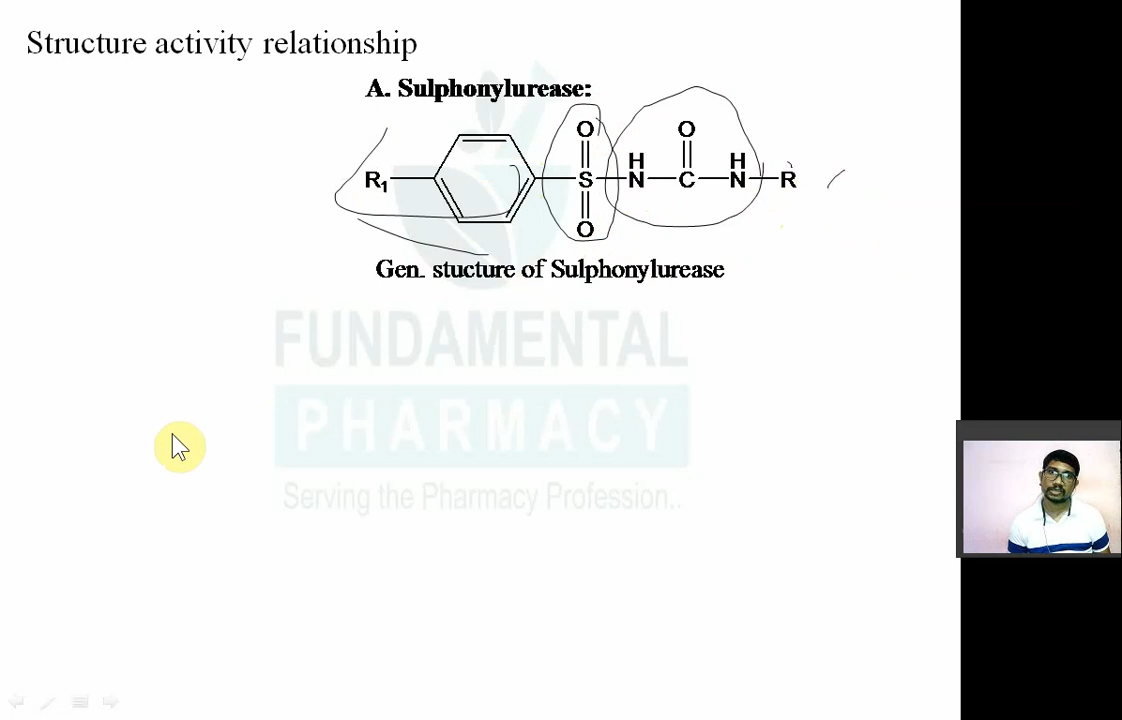 Structure activity relationship
A. Sulphonylurease:
O O
H H
R1 S N C N R
O
Gen. stucture of Sulphonylurease
FUNDAMENTAL
PHARMACY
Serving the Pharmacy Profession..